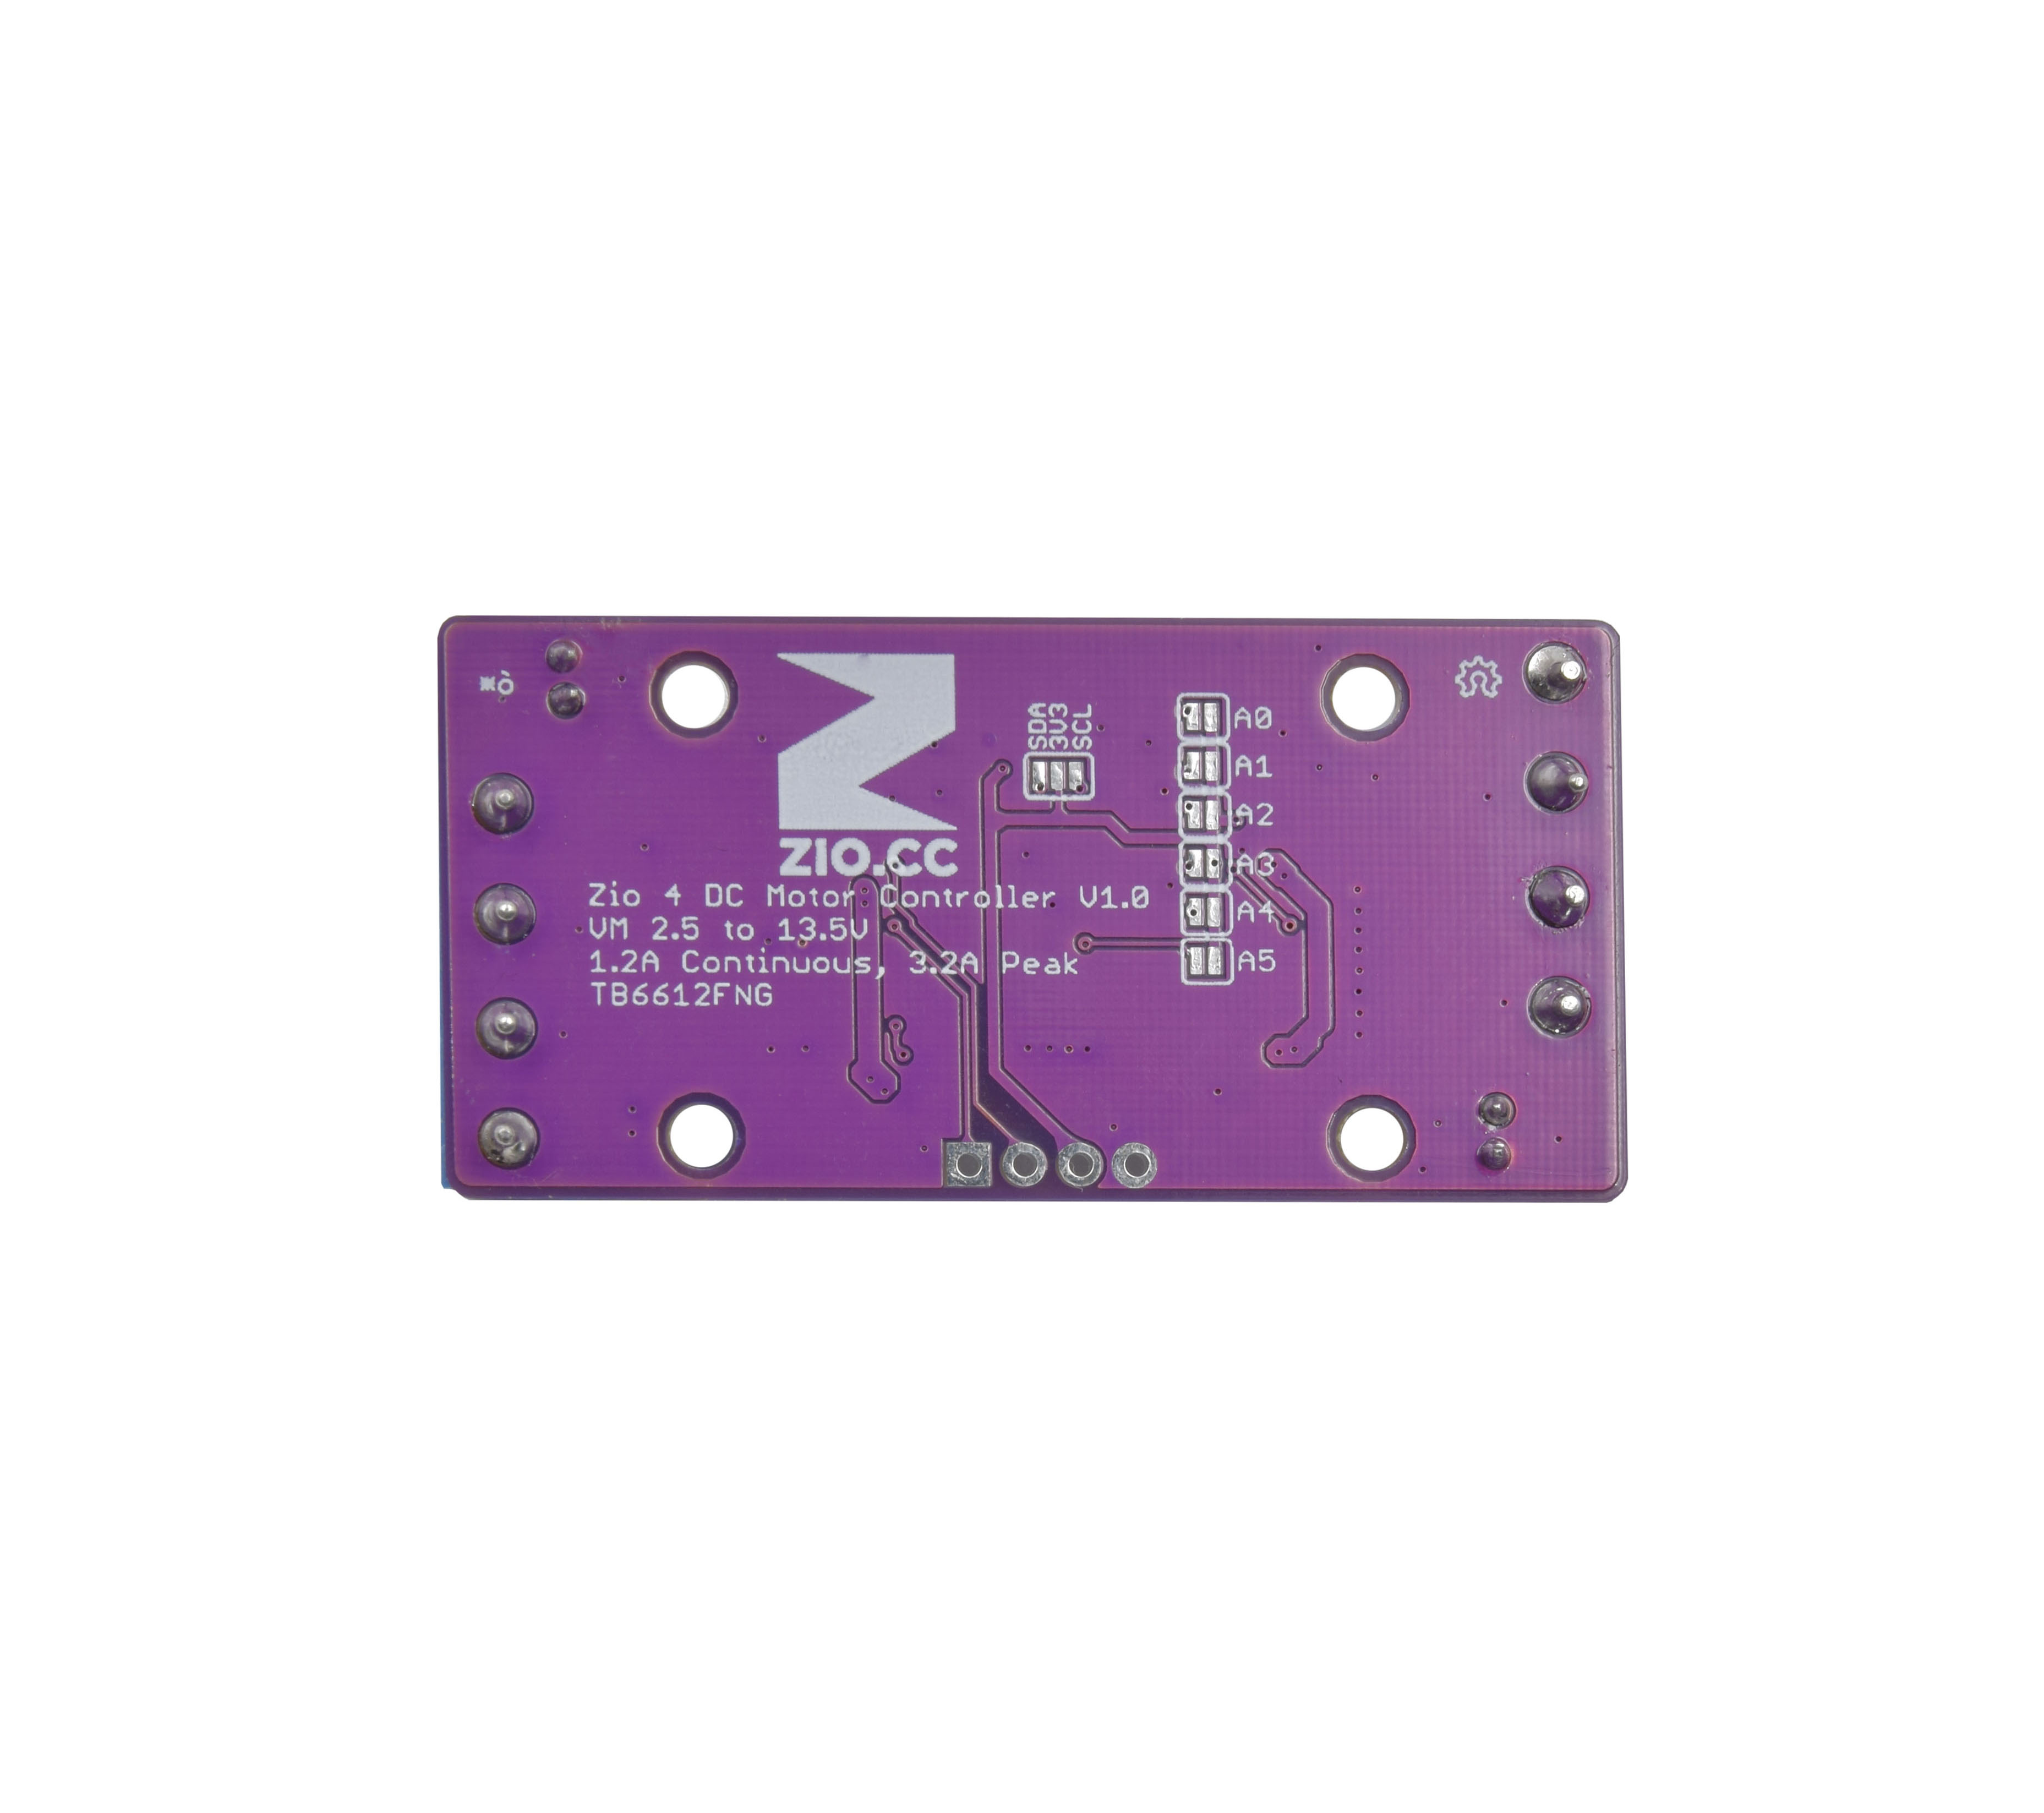 SDA
3V3
SCL
A0
A1
A2
A3
A4
A5
ZIO.CC
Zio 4 DC Motor Controller V1.0
VM 2.5 to 13.5V
1.2A Continuous, 3.2A Peak
TB6612FNG